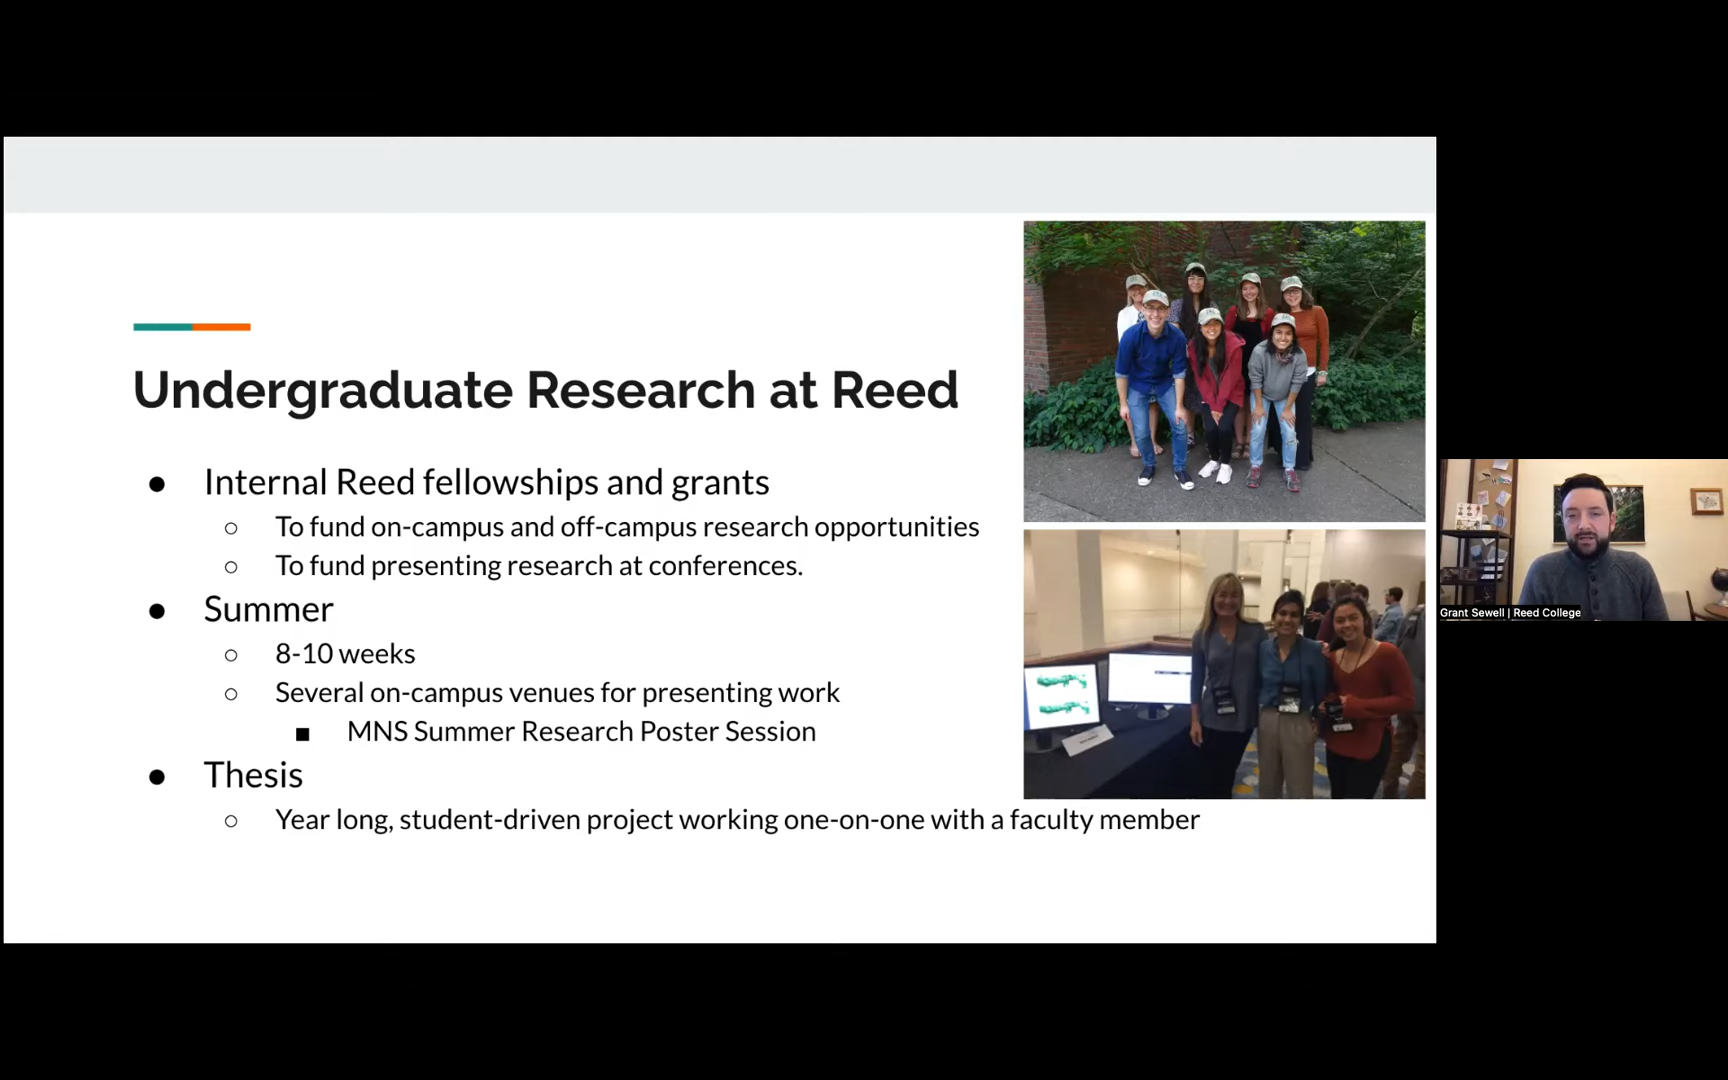 Undergraduate Research at Reed
● Internal Reed fellowships and grants
○ To fund on-campus and off-campus research opportunities
○ To fund presenting research at conferences.
● Summer
○ 8-10 weeks
○ Several on-campus venues for presenting work
■ MNS Summer Research Poster Session
● Thesis
○ Year long, student-driven project working one-on-one with a faculty member
Grant Sewell | Reed College